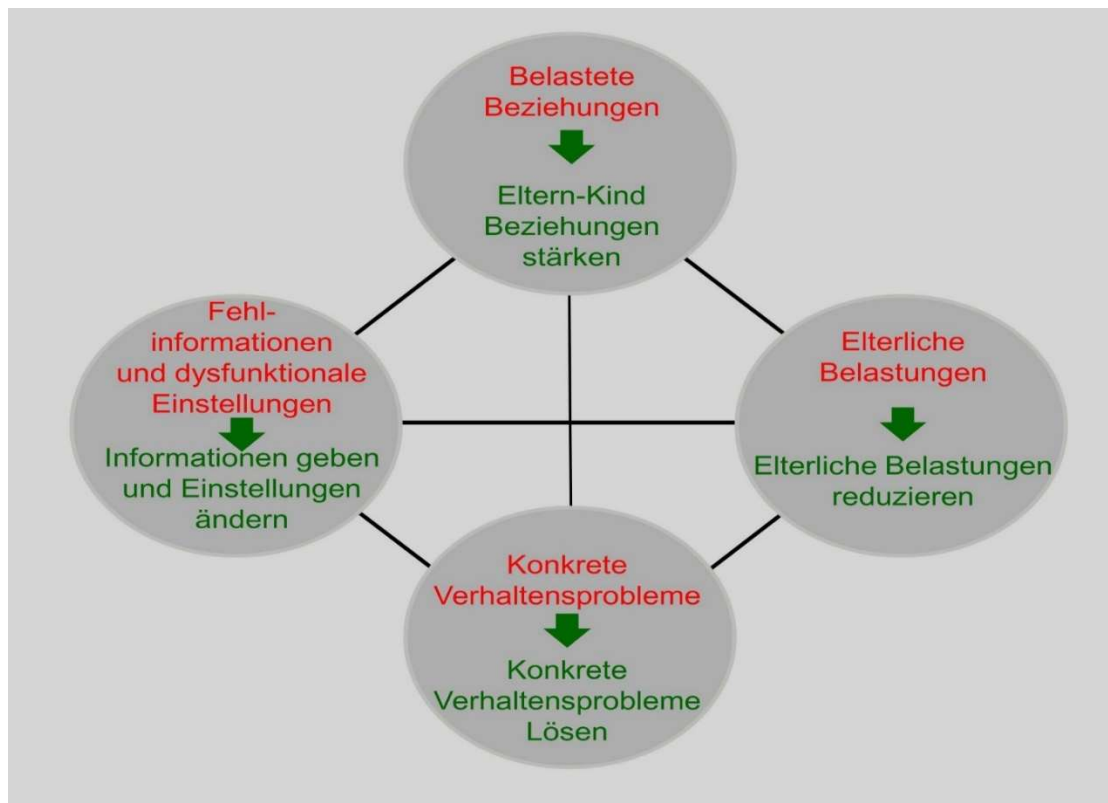 Belastete
Beziehungen
Eltern-Kind
Beziehungen
stärken
Fehl-
informationen
und dysfunktionale
Einstellungen
Informationen geben
und Einstellungen
ändern
Elterliche
Belastungen
Elterliche Belastungen
reduzieren
Konkrete
Verhaltensprobleme
Konkrete
Verhaltensprobleme
Lösen